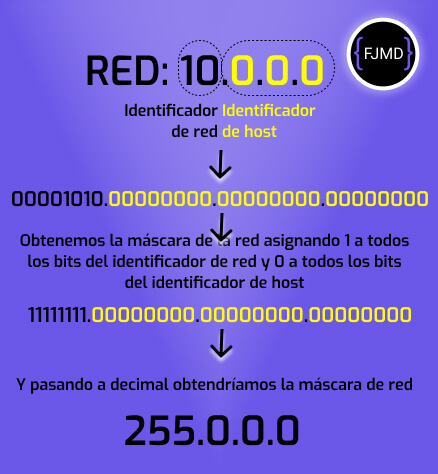 {FJMD}
RED: 10.0.0.0
Identificador Identificador
de red de host
00001010.00000000.00000000.00000000
Obtenemos la máscara de la red asignando 1 a todos
los bits del identificador de red y 0 a todos los bits
del identificador de host
11111111.00000000.00000000.00000000
Y pasando a decimal obtendríamos la máscara de red
255.0.0.0